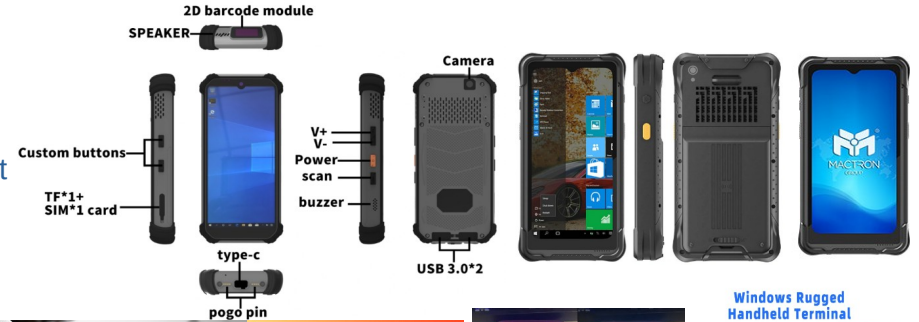 2D barcode module
SPEAKER
Camera
Custom buttons
TF*1+
SIM*1 card
V+
V-
Power
scan
buzzer
type-c
pogo pin
USB 3.0*2
MACTRON
Windows Rugged
Handheld Terminal
t